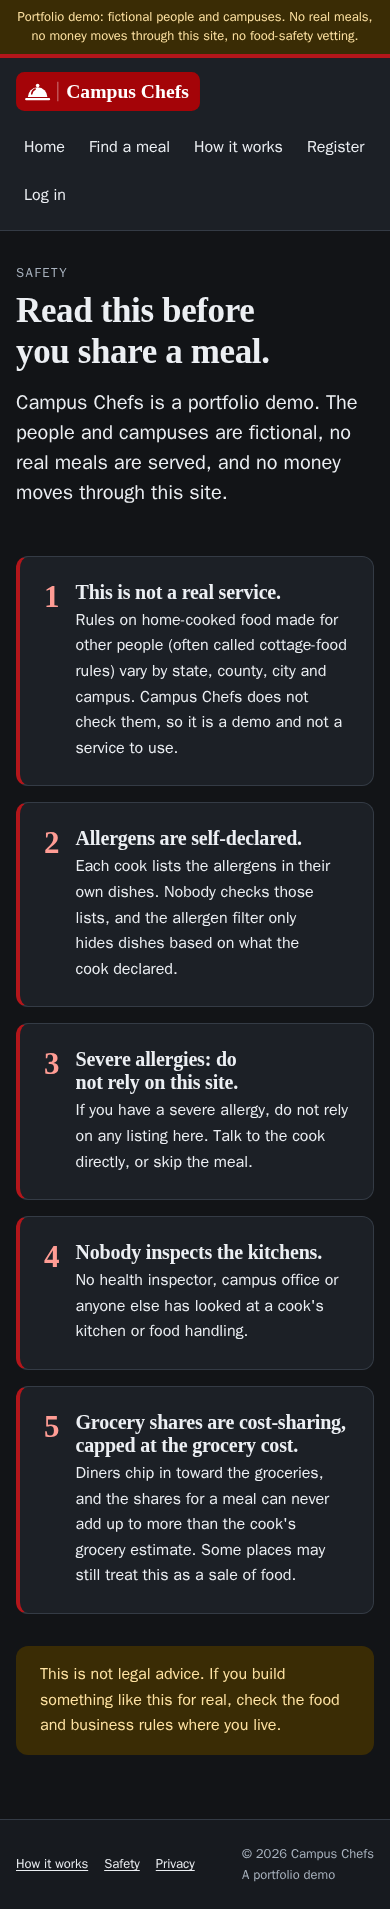 Portfolio demo: fictional people and campuses. No real meals,
no money moves through this site, no food-safety vetting.
Campus Chefs
Home Find a meal How it works Register
Log in
SAFETY
Read this before
you share a meal.
Campus Chefs is a portfolio demo. The
people and campuses are fictional, no
real meals are served, and no money
moves through this site.
1 This is not a real service.
Rules on home-cooked food made for
other people (often called cottage-food
rules) vary by state, county, city and
campus. Campus Chefs does not
check them, so it is a demo and not a
service to use.
2 Allergens are self-declared.
Each cook lists the allergens in their
own dishes. Nobody checks those
lists, and the allergen filter only
hides dishes based on what the
cook declared.
3 Severe allergies: do
not rely on this site.
If you have a severe allergy, do not rely
on any listing here. Talk to the cook
directly, or skip the meal.
4 Nobody inspects the kitchens.
No health inspector, campus office or
anyone else has looked at a cook's
kitchen or food handling.
5 Grocery shares are cost-sharing,
capped at the grocery cost.
Diners chip in toward the groceries,
and the shares for a meal can never
add up to more than the cook's
grocery estimate. Some places may
still treat this as a sale of food.
This is not legal advice. If you build
something like this for real, check the food
and business rules where you live.
How it works Safety Privacy
© 2026 Campus Chefs
A portfolio demo